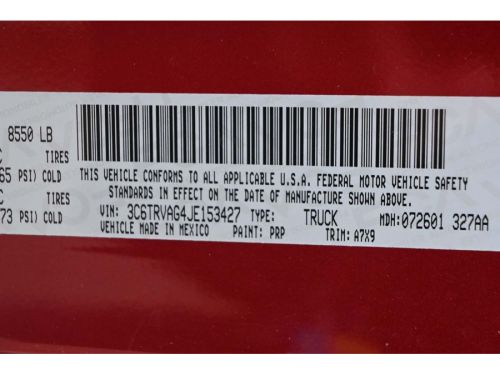 8550 LB
C TIRES
65 PSI) COLD
THIS VEHICLE CONFORMS TO ALL APPLICABLE U.S.A. FEDERAL MOTOR VEHICLE SAFETY
STANDARDS IN EFFECT ON THE DATE OF MANUFACTURE SHOWN ABOVE.
C TIRES
73 PSI) COLD
VIN: 3C6TRVAG4JE153427 TYPE: TRUCK MDH:072601 327AA
VEHICLE MADE IN MEXICO PAINT: PRP TRIM: A7X9